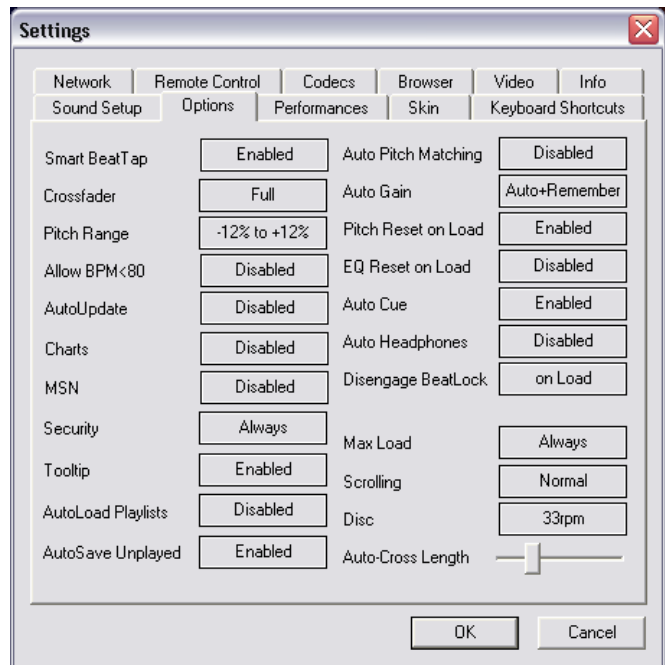 Settings
Network Remote Control Codecs Browser Video Info
Sound Setup Options Performances Skin Keyboard Shortcuts
Smart BeatTap Enabled
Crossfader Full
Pitch Range -12% to +12%
Allow BPM<80 Disabled
AutoUpdate Disabled
Charts Disabled
MSN Disabled
Security Always
Tooltip Enabled
AutoLoad Playlists Disabled
AutoSave Unplayed Enabled
Auto Pitch Matching Disabled
Auto Gain Auto+Remember
Pitch Reset on Load Enabled
EQ Reset on Load Disabled
Auto Cue Enabled
Auto Headphones Disabled
Disengage BeatLock on Load
Max Load Always
Scrolling Normal
Disc 33rpm
Auto-Cross Length
OK Cancel